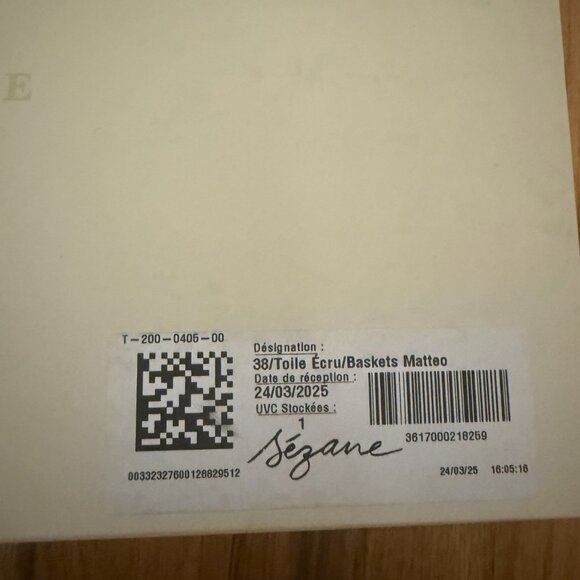 E
T-200-0405-00
Désignation :
38/Toile Écru/Baskets Matteo
Date de réception :
24/03/2025
UVC Stockées :
1
3617000218259
Sézane
00332327600128829512
24/03/25 16:05:16